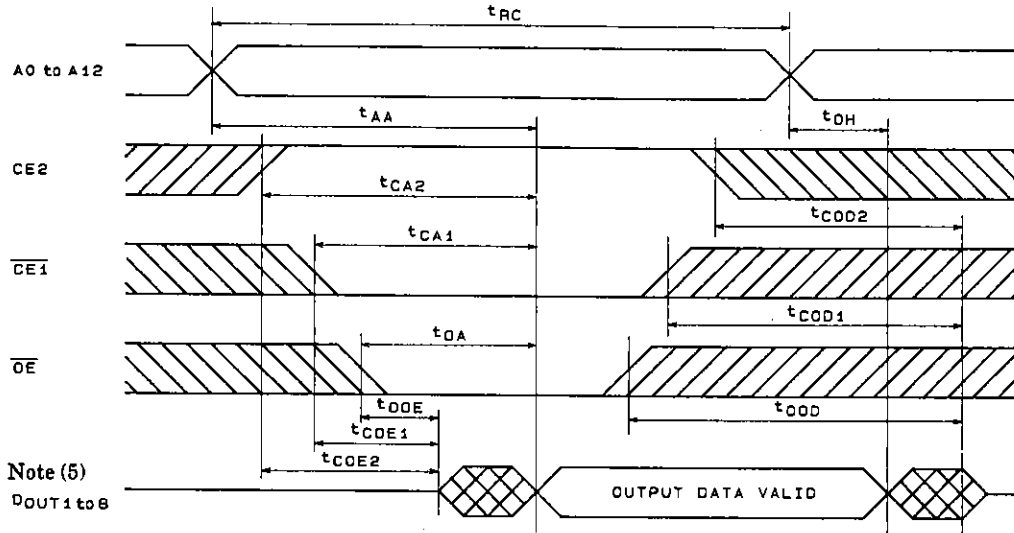 tRC
A0 to A12
tAA
tOH
CE2
tCA2
tCOD2
CE1
tCA1
tCOD1
OE
tOA
tOOD
tOOE
tCOE1
tCOE2
Note (5)
DOUT1 to 8
OUTPUT DATA VALID